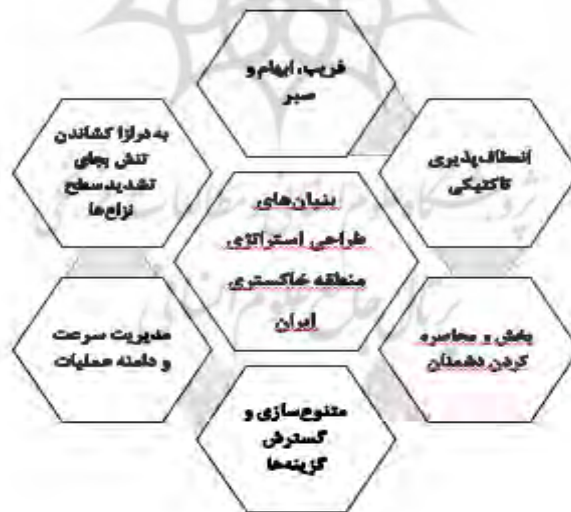 فریب، ابهام و
صبر
به درازا کشاندن
تنش بجای
تشدید سطح
نزاع‌ها
انعطاف‌پذیری
تاکتیکی
بنیان‌های
طراحی استراتژی
منطقه خاکستری
ایران
مدیریت سرعت
و دامنه عملیات
پخش و محاصره
کردن دشمنان
متنوع‌سازی و
گسترش
گزینه‌ها